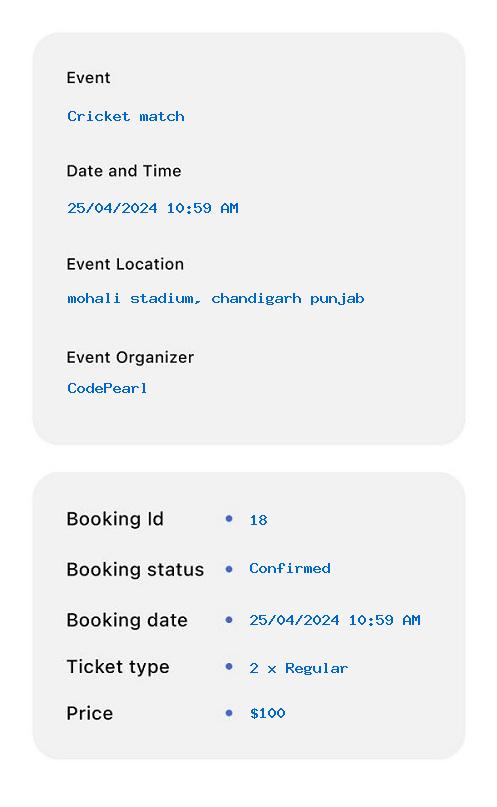 Event
Cricket match
Date and Time
25/04/2024 10:59 AM
Event Location
mohali stadium, chandigarh punjab
Event Organizer
CodePearl
Booking Id • 18
Booking status • Confirmed
Booking date • 25/04/2024 10:59 AM
Ticket type • 2 x Regular
Price • $100